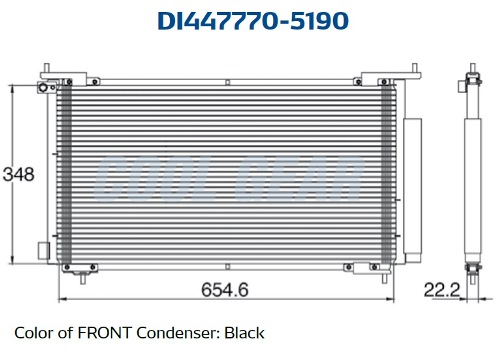 DI447770-5190
348
COOL GEAR
654.6
22.2
Color of FRONT Condenser: Black